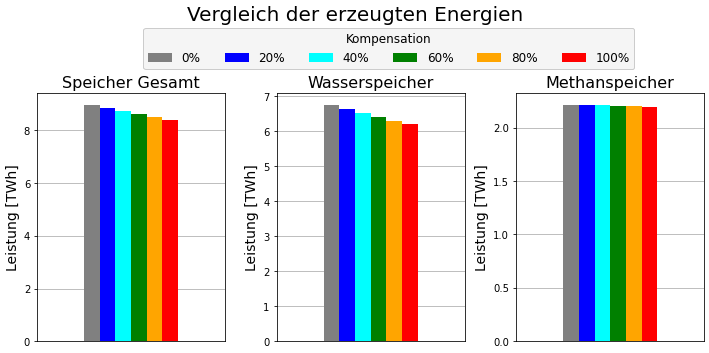 Vergleich der erzeugten Energien
Kompensation
0% 20% 40% 60% 80% 100%
Speicher Gesamt
Leistung [TWh]
8
6
4
2
0
Wasserspeicher
Leistung [TWh]
7
6
5
4
3
2
1
0
Methanspeicher
Leistung [TWh]
2.0
1.5
1.0
0.5
0.0